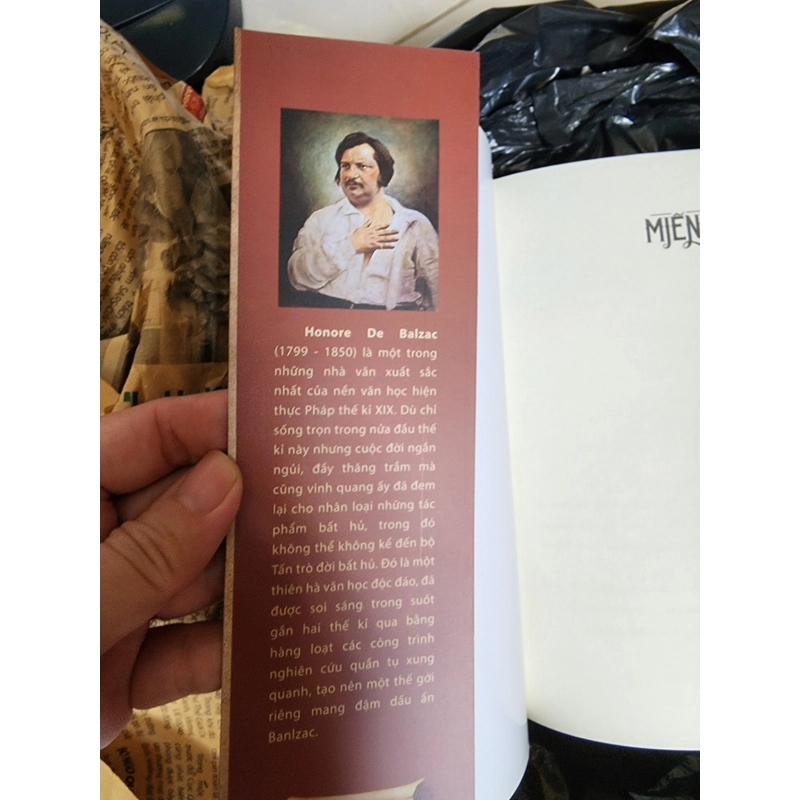 Honore De Balzac
(1799 - 1850) là một trong
những nhà văn xuất sắc
nhất của nền văn học hiện
thực Pháp thế kỉ XIX. Dù chỉ
sống trọn trong nửa đầu thế
kỉ này nhưng cuộc đời ngắn
ngủi, đầy thăng trầm mà
cũng vinh quang ấy đã đem
lại cho nhân loại những tác
phẩm bất hủ, trong đó
không thể không kể đến bộ
Tấn trò đời bất hủ. Đó là một
thiên hà văn học độc đáo, đã
được soi sáng trong suốt
gần hai thế kỉ qua bằng
hàng loạt các công trình
nghiên cứu quần tụ xung
quanh, tạo nên một thế gới
riêng mang đậm dấu ấn
Banlzac.
MIẾN